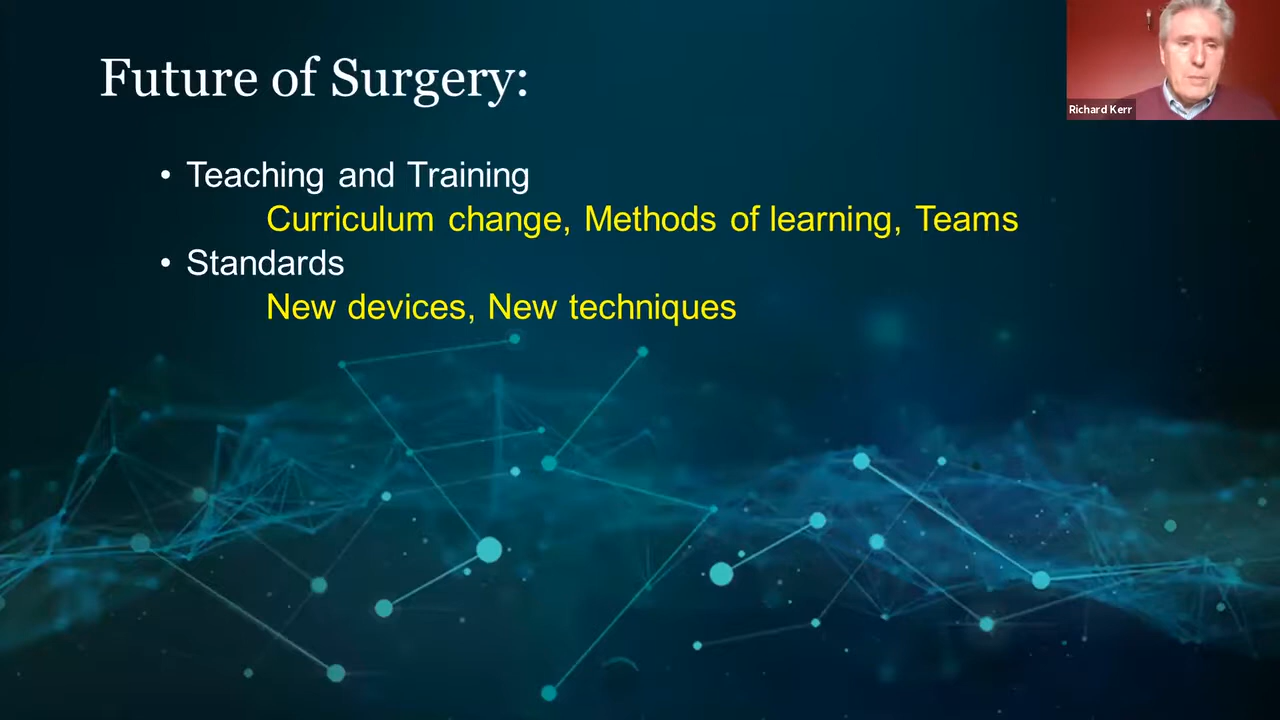 Future of Surgery:
Richard Kerr
• Teaching and Training
Curriculum change, Methods of learning, Teams
• Standards
New devices, New techniques